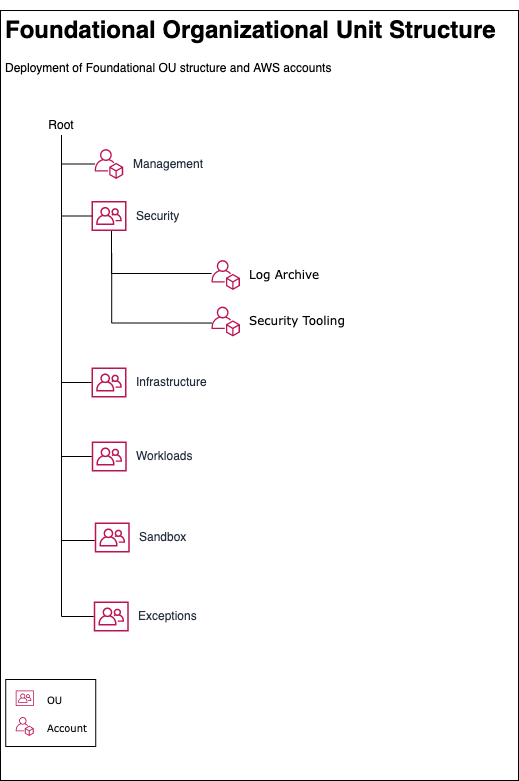 Foundational Organizational Unit Structure
Deployment of Foundational OU structure and AWS accounts
Root
Management
Security
Log Archive
Security Tooling
Infrastructure
Workloads
Sandbox
Exceptions
OU
Account